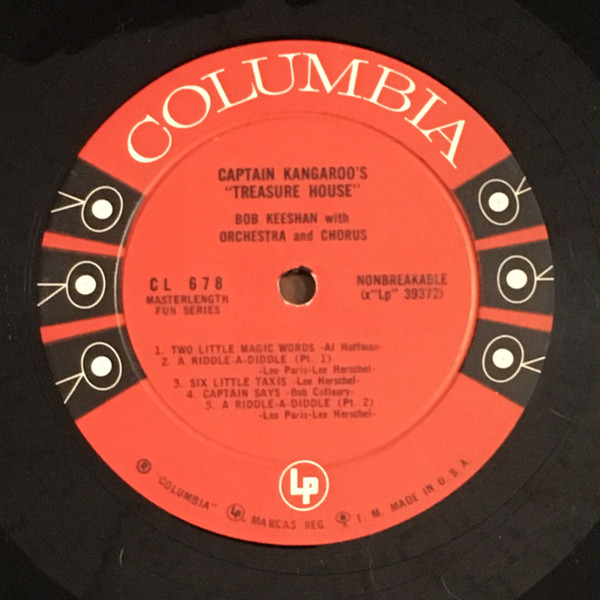 COLUMBIA
CAPTAIN KANGAROO'S
"TREASURE HOUSE"
BOB KEESHAN with
ORCHESTRA and CHORUS
CL 678
MASTERLENGTH
FUN SERIES
NONBREAKABLE
(x"Lp" 39372)
1. TWO LITTLE MAGIC WORDS -Al Hoffman-
2. A RIDDLE-A-DIDDLE (Pt. 1)
-Leo Paris-Lee Herschel-
3. SIX LITTLE TAXIS -Lee Herschel-
4. CAPTAIN SAYS -Bob Colleary-
5. A RIDDLE-A-DIDDLE (Pt. 2)
-Leo Paris-Lee Herschel-
Lp
® "COLUMBIA" Lp MARCAS REG. T. M. MADE IN U.S.A.